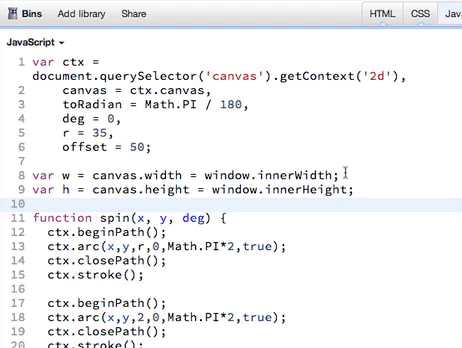 Bins Add library Share HTML CSS Jav
JavaScript
1 var ctx =
document.querySelector('canvas').getContext('2d'),
2 canvas = ctx.canvas,
3 toRadian = Math.PI / 180,
4 deg = 0,
5 r = 35,
6 offset = 50;
7
8 var w = canvas.width = window.innerWidth;
9 var h = canvas.height = window.innerHeight;
10
11 function spin(x, y, deg) {
12 ctx.beginPath();
13 ctx.arc(x,y,r,0,Math.PI*2,true);
14 ctx.closePath();
15 ctx.stroke();
16
17 ctx.beginPath();
18 ctx.arc(x,y,2,0,Math.PI*2,true);
19 ctx.closePath();
20 ctx.stroke();